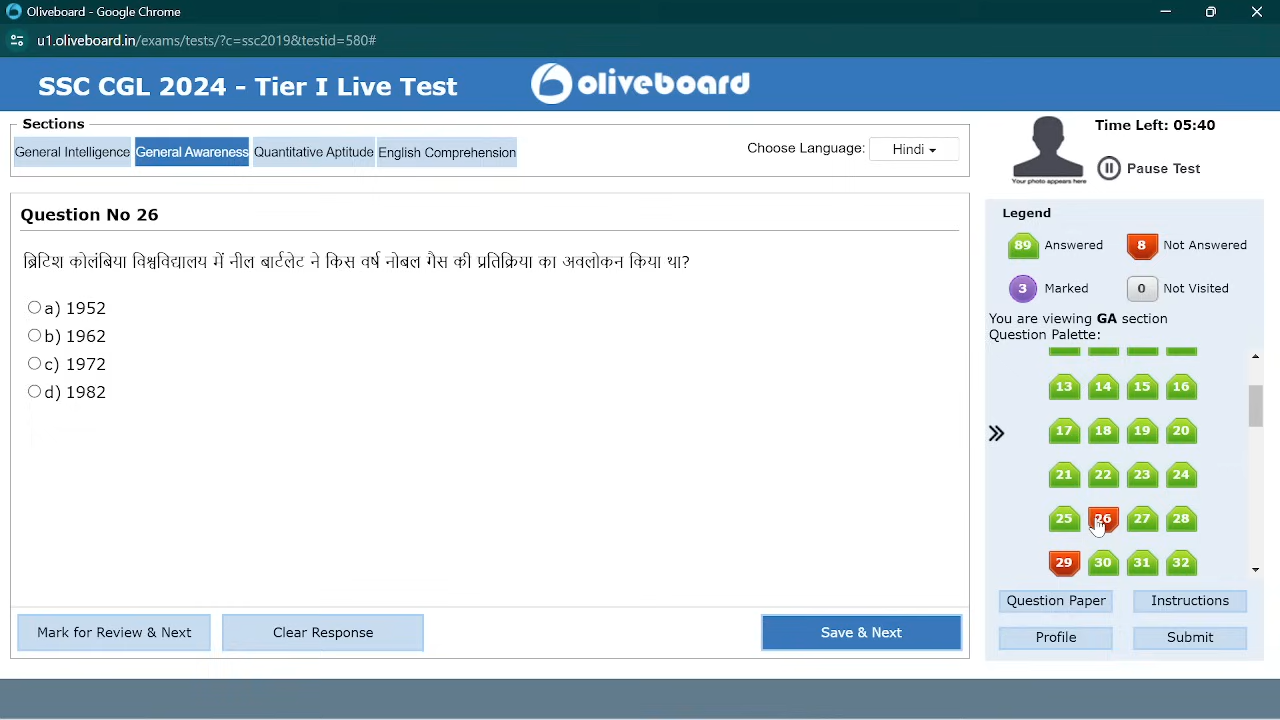 Oliveboard - Google Chrome
u1.oliveboard.in/exams/tests/?c=ssc2019&testid=580#
SSC CGL 2024 - Tier I Live Test
oliveboard
Sections
General Intelligence General Awareness Quantitative Aptitude English Comprehension
Choose Language: Hindi
Your photo appears here
Time Left: 05:40
Pause Test
Question No 26
ब्रिटिश कोलंबिया विश्वविद्यालय में नील बार्टलेट ने किस वर्ष नोबल गैस की प्रतिक्रिया का अवलोकन किया था?
a) 1952
b) 1962
c) 1972
d) 1982
Mark for Review & Next
Clear Response
Save & Next
Legend
89 Answered 8 Not Answered
3 Marked 0 Not Visited
You are viewing GA section
Question Palette:
13 14 15 16
17 18 19 20
21 22 23 24
25 26 27 28
29 30 31 32
Question Paper Instructions
Profile Submit